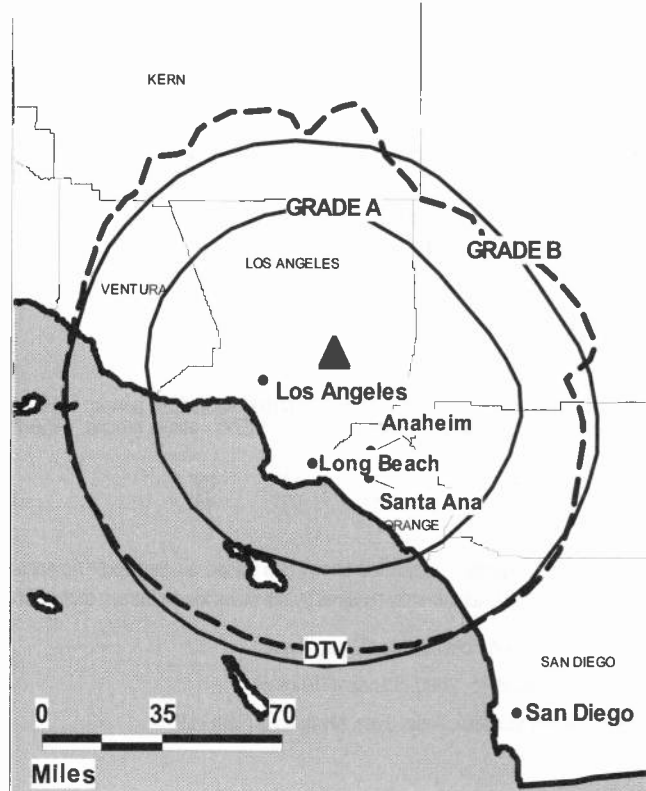 KERN
GRADE A
GRADE B
LOS ANGELES
VENTURA
Los Angeles
Anaheim
Long Beach
Santa Ana
ORANGE
DTV
SAN DIEGO
San Diego
0 35 70
Miles